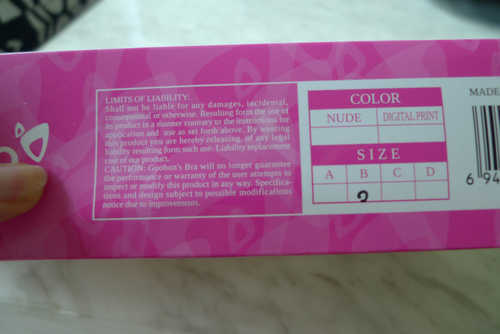 LIMITS OF LIABILITY:
Shall not be liable for any damages, incidental,
consequential or otherwise. Resulting form the use of
its product in a manner contrary to the instructions for
application and use as set forth above. By wearing
this product you are hereby releasing, of any legal
liability resulting form such use. Liability replacement
cost of our product.
CAUTION: Bra will no longer guarantee
the performance or warranty of the user attempts to
inspect or modify this product in any way. Specifica-
tions and design subject to possible modifications
notice due to improvements.
COLOR
NUDE DIGITAL PRINT
SIZE
A B C D
MADE
6 94